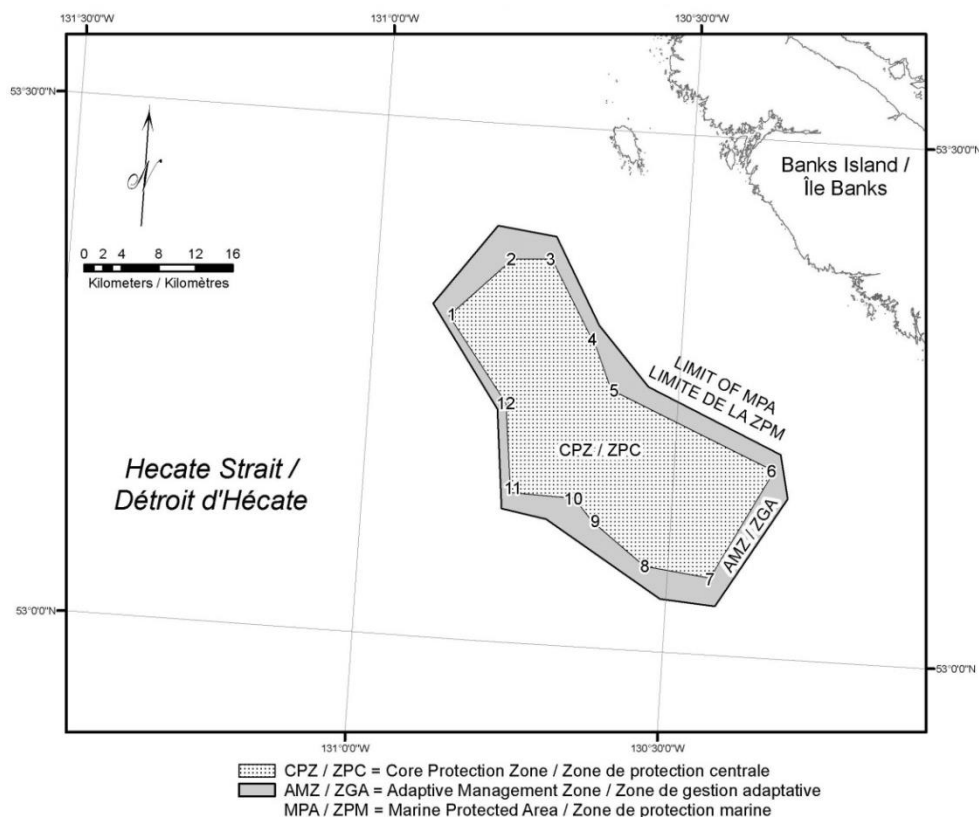 131°30'0"W
131°0'0"W
130°30'0"W
53°30'0"N
53°30'0"N
N
Banks Island /
Île Banks
0 2 4 8 12 16
Kilometers / Kilomètres
2 3
1
4
LIMIT OF MPA
LIMITE DE LA ZPM
5
12
CPZ / ZPC
6
Hecate Strait /
Détroit d'Hécate
11
10
9
AMZ / ZGA
8
7
53°0'0"N
53°0'0"N
131°0'0"W
130°30'0"W
CPZ / ZPC = Core Protection Zone / Zone de protection centrale
AMZ / ZGA = Adaptive Management Zone / Zone de gestion adaptative
MPA / ZPM = Marine Protected Area / Zone de protection marine